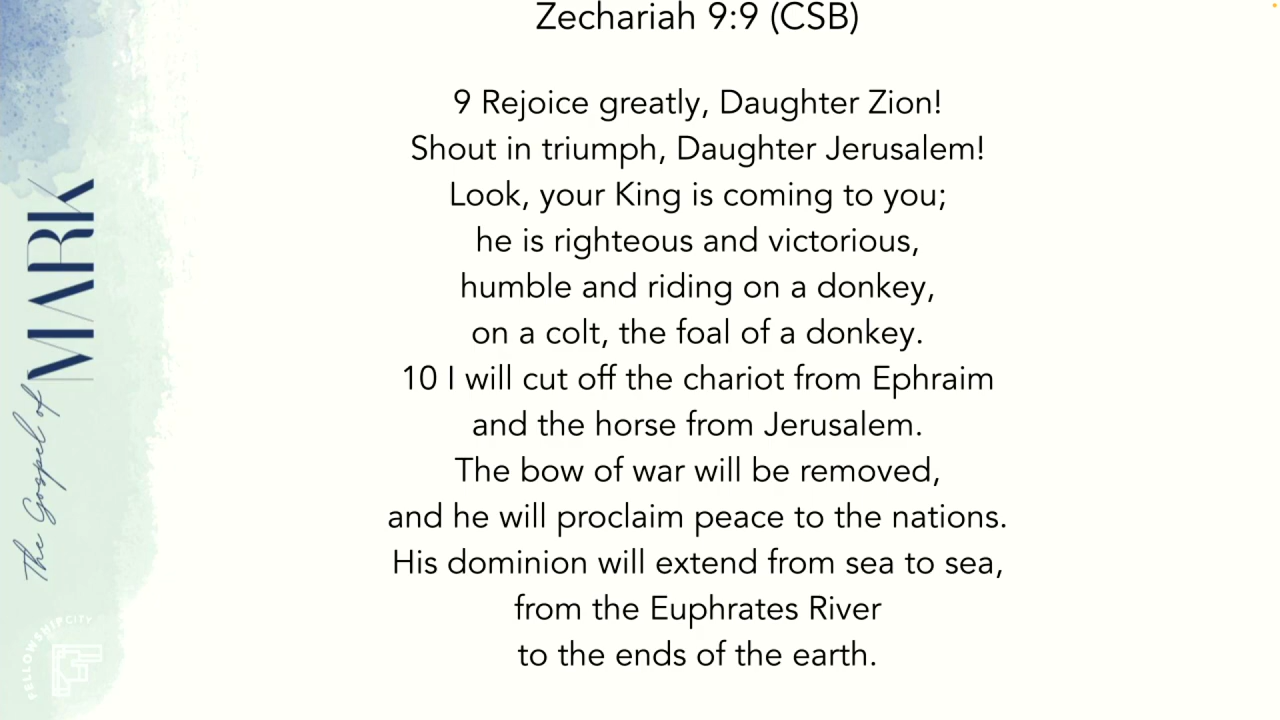 Zechariah 9:9 (CSB)
9 Rejoice greatly, Daughter Zion!
Shout in triumph, Daughter Jerusalem!
Look, your King is coming to you;
he is righteous and victorious,
humble and riding on a donkey,
on a colt, the foal of a donkey.
10 I will cut off the chariot from Ephraim
and the horse from Jerusalem.
The bow of war will be removed,
and he will proclaim peace to the nations.
His dominion will extend from sea to sea,
from the Euphrates River
to the ends of the earth.
The Gospel of
MARK
FELLOWSHIP CITY